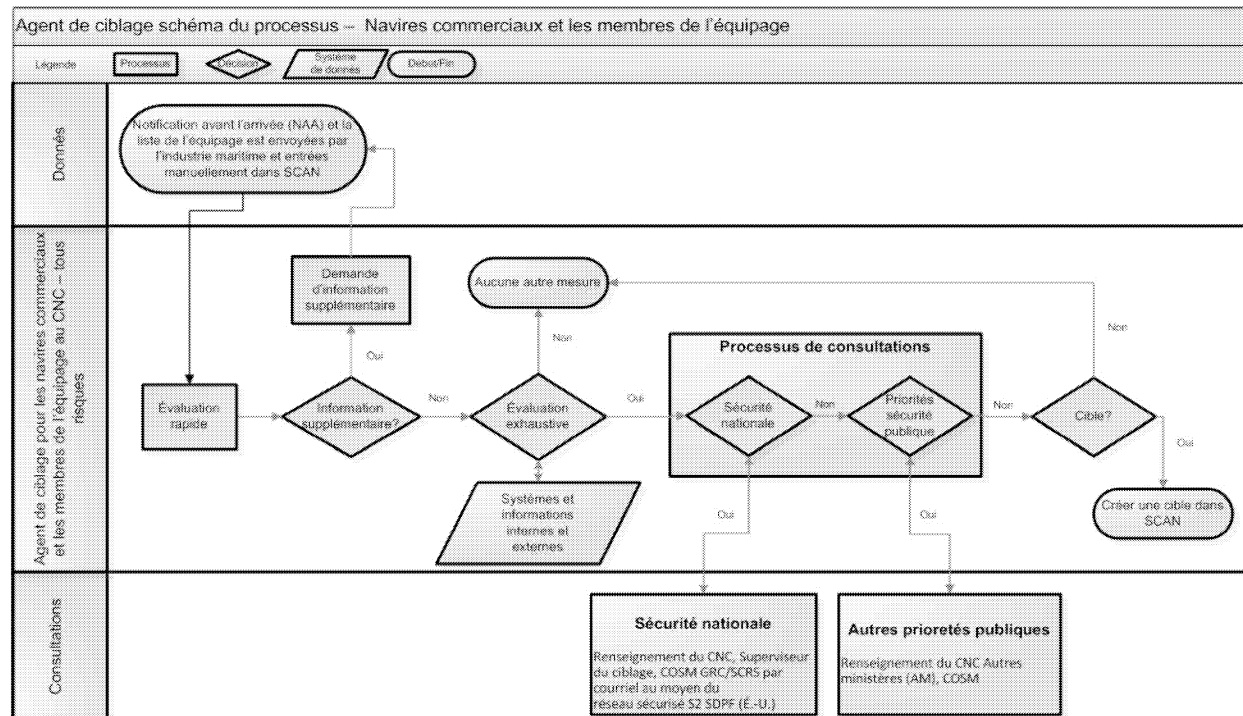 Agent de ciblage schéma du processus – Navires commerciaux et les membres de l'équipage
Légende
Processus
Décision
Système
de donnés
Debut/Fin
Donnés
Notification avant l'arrivée (NAA) et la
liste de l'équipage est envoyées par
l'industrie maritime et entrées
manuellement dans SCAN
Agent de ciblage pour les navires commerciaux
et les membres de l'équipage au CNC – tous
risques
Demande
d'information
supplémentaire
Aucune autre mesure
Oui
Non
Non
Processus de consultations
Évaluation
rapide
Information
supplémentaire?
Non
Évaluation
exhaustive
Oui
Sécurité
nationale
Non
Priorités
sécurité
publique
Non
Cible?
Oui
Systèmes et
informations
internes et
externes
Oui
Oui
Créer une cible dans
SCAN
Consultations
Sécurité nationale
Renseignement du CNC, Superviseur
du ciblage, COSM GRC/SCRS par
courriel au moyen du
réseau sécurisé S2 SDPF (É.-U.)
Autres prioretés publiques
Renseignement du CNC Autres
ministères (AM), COSM